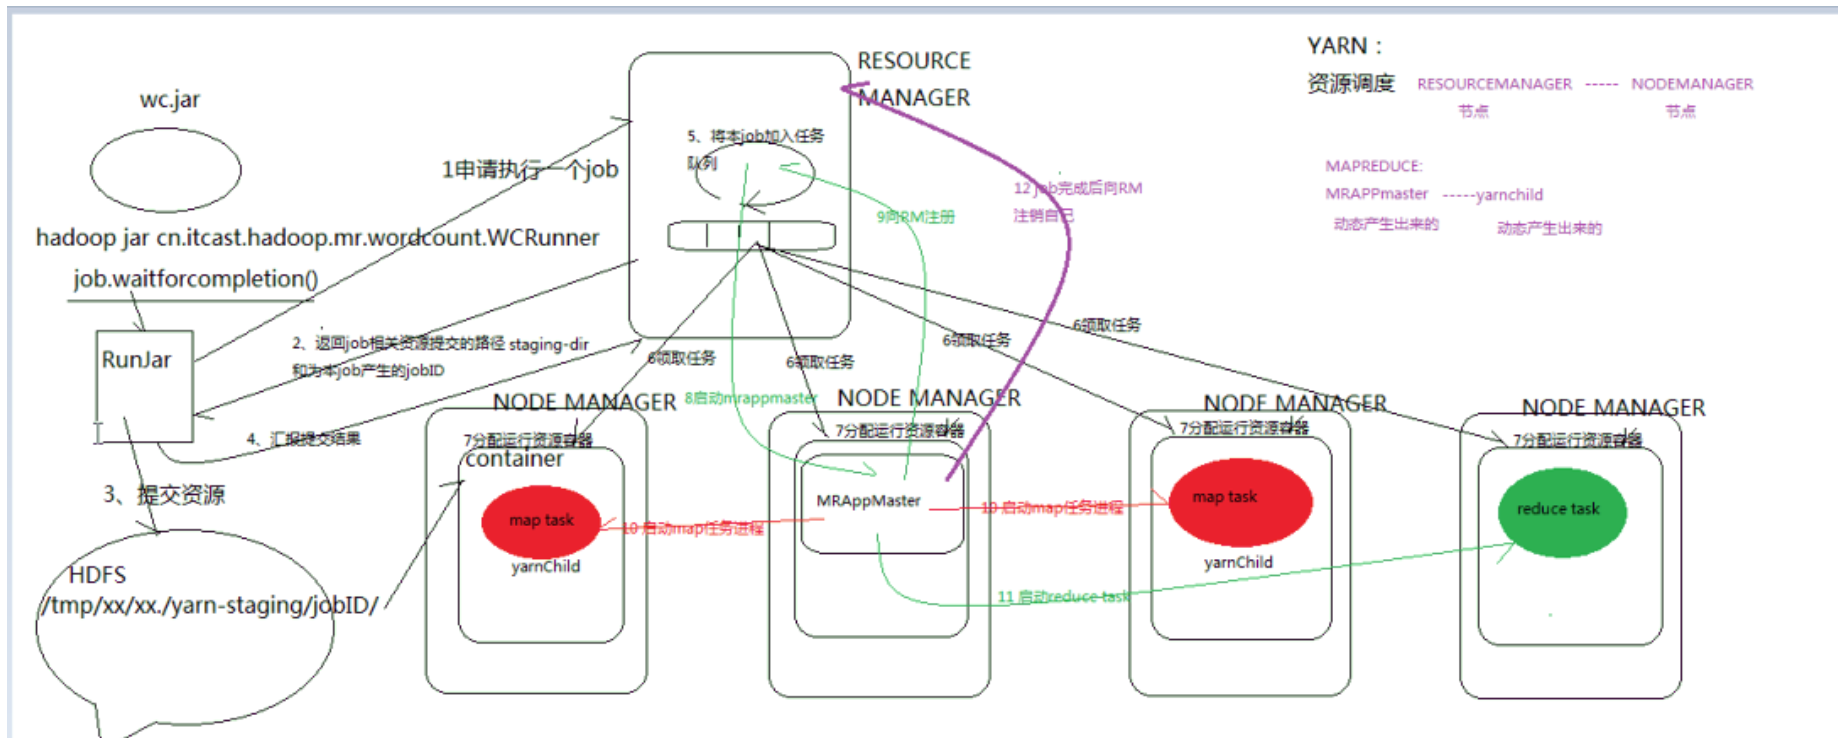 wc.jar
hadoop jar cn.itcast.hadoop.mr.wordcount.WCRunner
job.waitforcompletion()
RunJar
1申请执行一个job
2、返回job相关资源提交的路径 staging-dir
和为本job产生的jobID
4、汇报提交结果
3、提交资源
HDFS
/tmp/xx/xx./yarn-staging/jobID/
RESOURCE
MANAGER
5、将本job加入任务
队列
9向RM注册
12 job完成后向RM
注销自己
YARN：
资源调度
RESOURCEMANAGER ----- NODEMANAGER
节点
节点
MAPREDUCE:
MRAPPmaster -----yarnchild
动态产生出来的
动态产生出来的
6领取任务
6领取任务
6领取任务
6领取任务
8启动mrappmaster
NODE MANAGER
7分配运行资源容器
container
map task
yarnChild
10 启动map任务进程
NODE MANAGER
7分配运行资源容器
MRAppMaster
10 启动map任务进程
11 启动reduce task
NODE MANAGER
7分配运行资源容器
map task
yarnChild
NODE MANAGER
7分配运行资源容器
reduce task